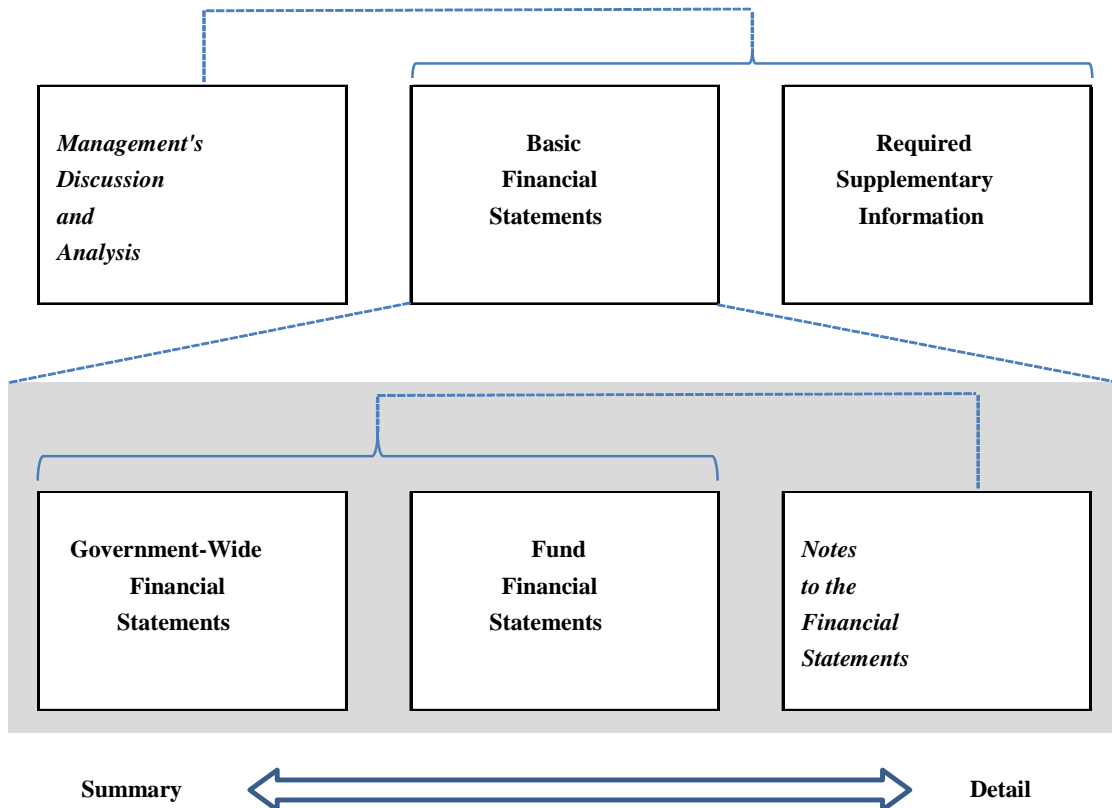 Management's
Discussion
and
Analysis
Basic
Financial
Statements
Required
Supplementary
Information
Government-Wide
Financial
Statements
Fund
Financial
Statements
Notes
to the
Financial
Statements
Summary
Detail